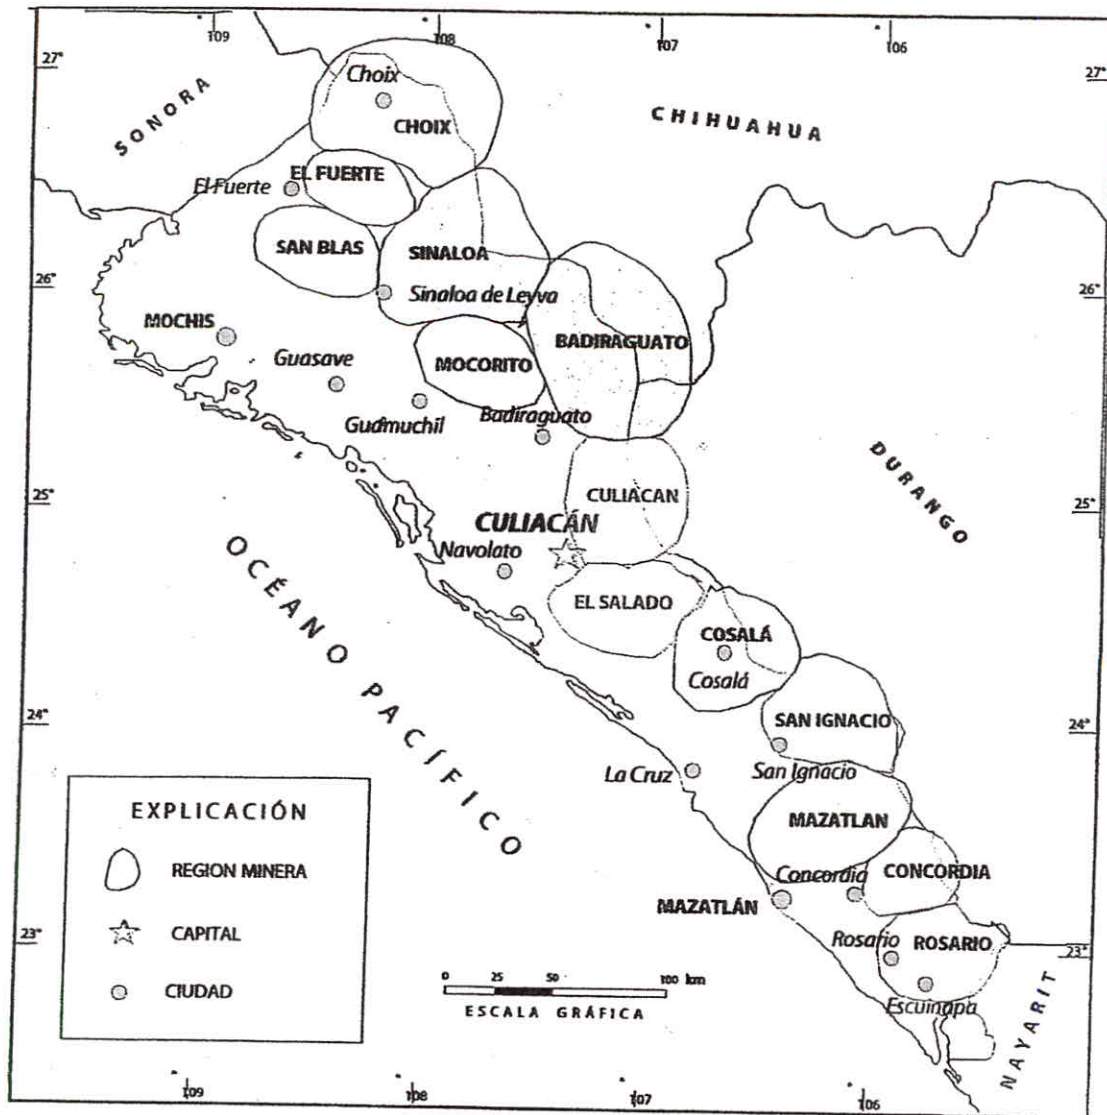 109
108
107
106
27°
27°
Choix
SONORA
CHIHUAHUA
CHOIX
EL FUERTE
El Fuerte
SAN BLAS
SINALOA
26°
26°
Sinaloa de Leyva
MOCHIS
BADIRAGUATO
Guasave
MOCORITO
Guamuchil
Badiraguato
DURANGO
25°
25°
CULIACAN
CULIACÁN
Navolato
OCÉANO PACÍFICO
EL SALADO
COSALÁ
Cosalá
24°
24°
SAN IGNACIO
La Cruz
San Ignacio
EXPLICACIÓN
REGION MINERA
CAPITAL
CIUDAD
MAZATLAN
Concordia
CONCORDIA
MAZATLÁN
23°
23°
Rosario
ROSARIO
Escuinapa
NAYARIT
0 25 50 100 km
ESCALA GRÁFICA
109
108
107
106